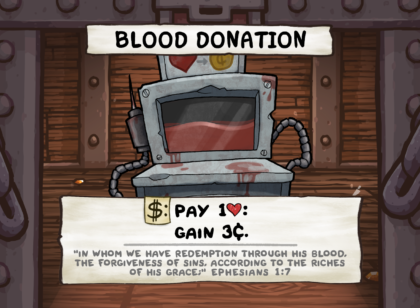 BLOOD DONATION
$: PAY 1♥:
GAIN 3¢.
"IN WHOM WE HAVE REDEMPTION THROUGH HIS BLOOD,
THE FORGIVENESS OF SINS, ACCORDING TO THE RICHES
OF HIS GRACE;" EPHESIANS 1:7